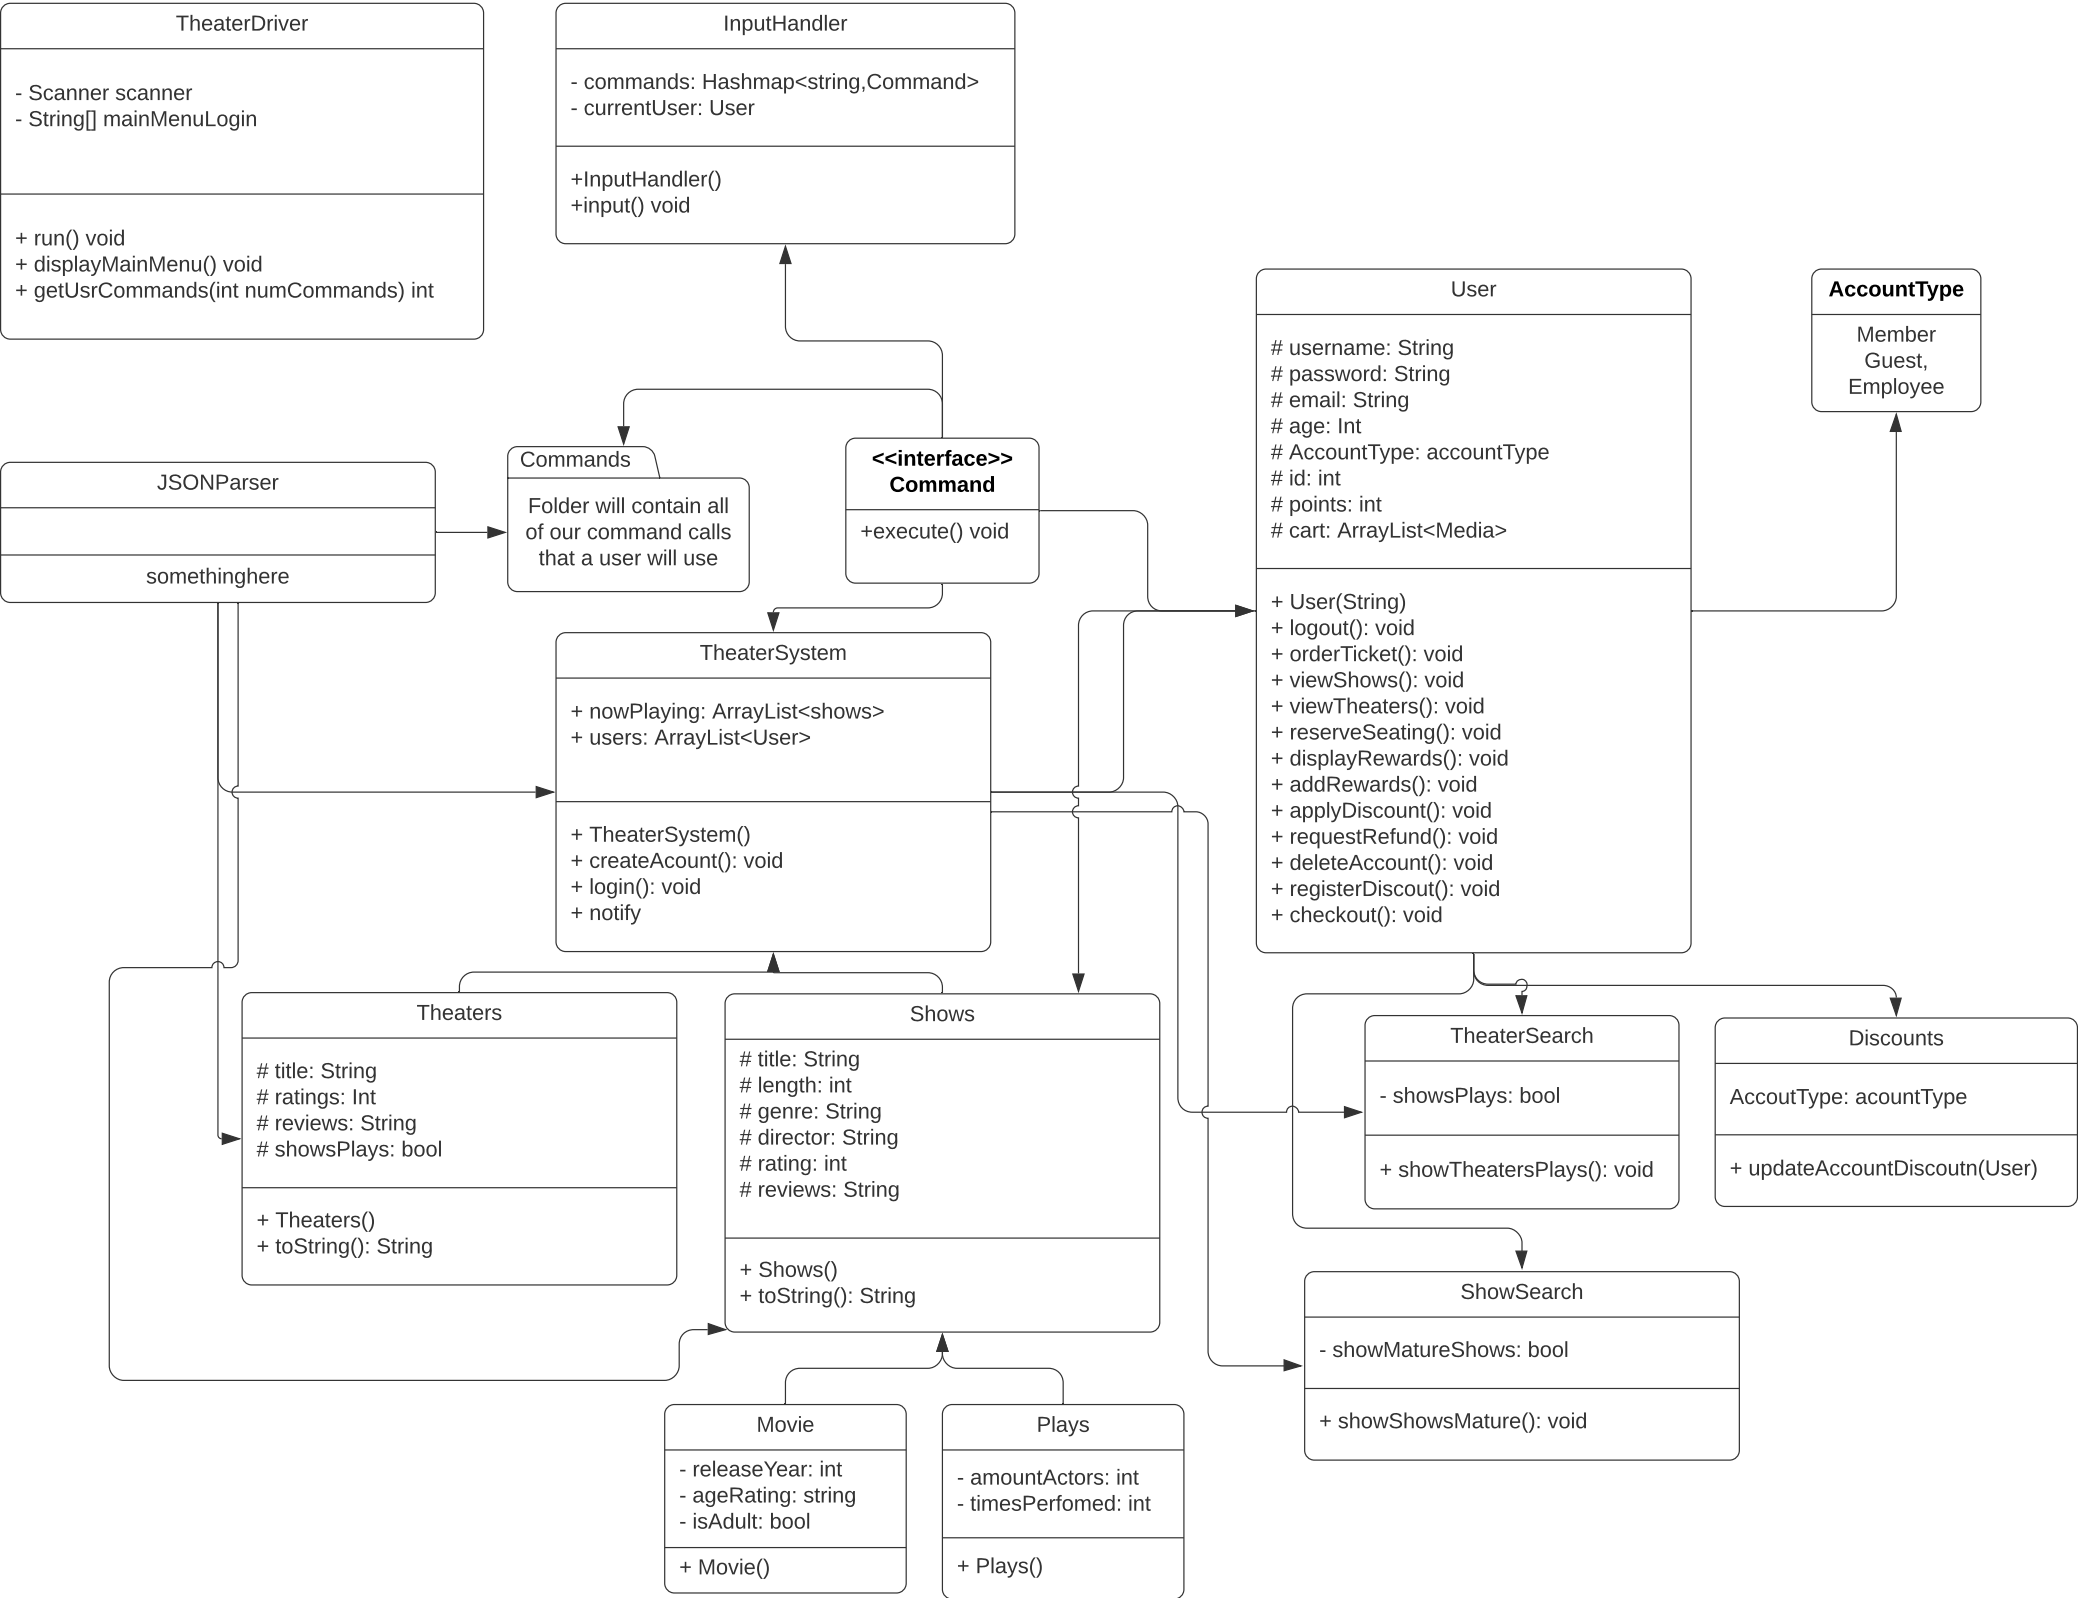 TheaterDriver
- Scanner scanner
- String[] mainMenuLogin
+ run() void
+ displayMainMenu() void
+ getUsrCommands(int numCommands) int
InputHandler
- commands: Hashmap<string,Command>
- currentUser: User
+InputHandler()
+input() void
User
# username: String
# password: String
# email: String
# age: Int
# AccountType: accountType
# id: int
# points: int
# cart: ArrayList<Media>
+ User(String)
+ logout(): void
+ orderTicket(): void
+ viewShows(): void
+ viewTheaters(): void
+ reserveSeating(): void
+ displayRewards(): void
+ addRewards(): void
+ applyDiscount(): void
+ requestRefund(): void
+ deleteAccount(): void
+ registerDiscout(): void
+ checkout(): void
AccountType
Member
Guest,
Employee
JSONParser
somethinghere
Commands
Folder will contain all
of our command calls
that a user will use
<<interface>>
Command
+execute() void
TheaterSystem
+ nowPlaying: ArrayList<shows>
+ users: ArrayList<User>
+ TheaterSystem()
+ createAcount(): void
+ login(): void
+ notify
Theaters
# title: String
# ratings: Int
# reviews: String
# showsPlays: bool
+ Theaters()
+ toString(): String
Shows
# title: String
# length: int
# genre: String
# director: String
# rating: int
# reviews: String
+ Shows()
+ toString(): String
TheaterSearch
- showsPlays: bool
+ showTheatersPlays(): void
Discounts
AccoutType: acountType
+ updateAccountDiscoutn(User)
ShowSearch
- showMatureShows: bool
+ showShowsMature(): void
Movie
- releaseYear: int
- ageRating: string
- isAdult: bool
+ Movie()
Plays
- amountActors: int
- timesPerfomed: int
+ Plays()